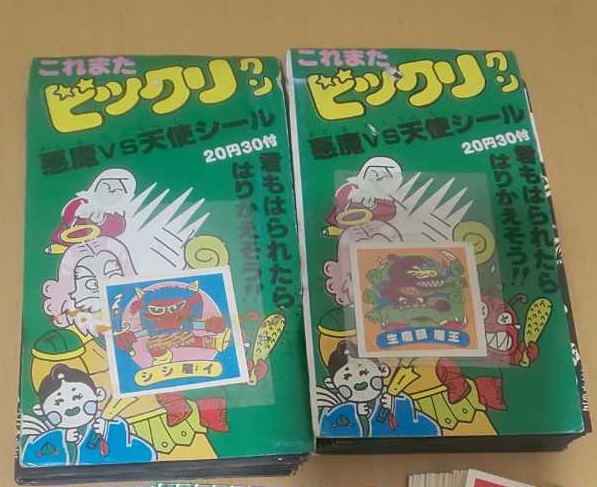 これまた
ビックリ
クン
悪魔VS天使シール
20円30付
君もはられたら
はりかえそう!!
シシ魔イ
これまた
ビックリ
クン
悪魔VS天使シール
20円30付
君もはられたら
はりかえそう!!
魔王